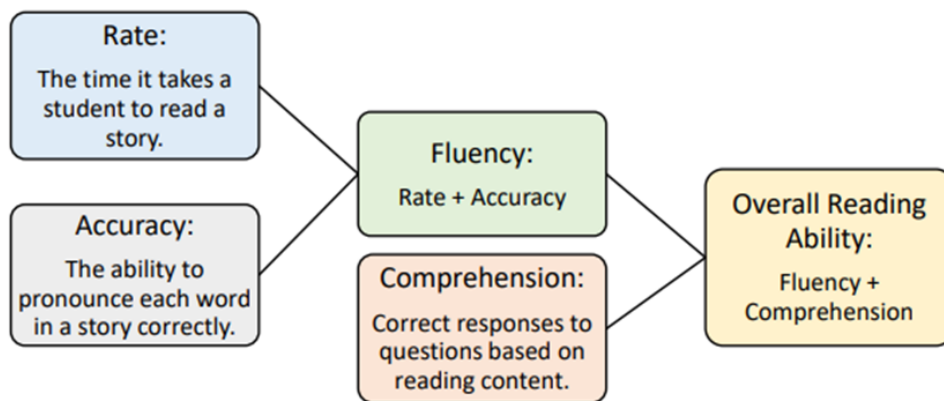 Rate:
The time it takes a
student to read a
story.
Accuracy:
The ability to
pronounce each word
in a story correctly.
Fluency:
Rate + Accuracy
Comprehension:
Correct responses to
questions based on
reading content.
Overall Reading
Ability:
Fluency +
Comprehension